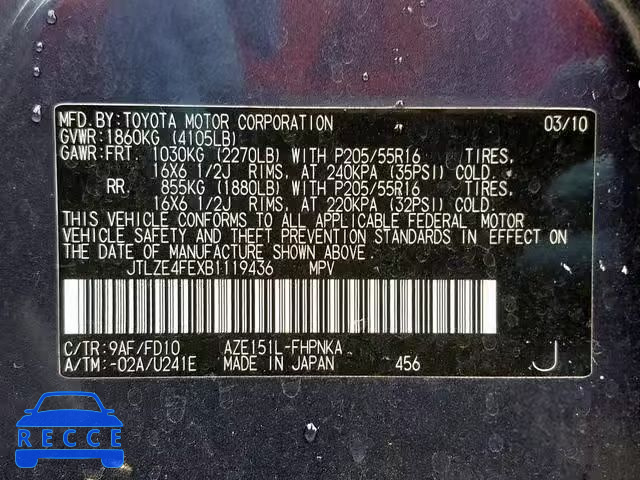 MFD.BY:TOYOTA MOTOR CORPORATION 03/10
GVWR:1860KG (4105LB)
GAWR:FRT. 1030KG (2270LB) WITH P205/55R16 TIRES,
16X6 1/2J RIMS, AT 240KPA (35PSI) COLD.
RR. 855KG (1880LB) WITH P205/55R16 TIRES,
16X6 1/2J RIMS, AT 220KPA (32PSI) COLD.
THIS VEHICLE CONFORMS TO ALL APPLICABLE FEDERAL MOTOR
VEHICLE SAFETY AND THEFT PREVENTION STANDARDS IN EFFECT ON
THE DATE OF MANUFACTURE SHOWN ABOVE.
JTLZE4FEXB1119436 MPV
C/TR:9AF/FD10 AZE151L-FHPNKA
A/TM:-02A/U241E MADE IN JAPAN 456 J
RECCE